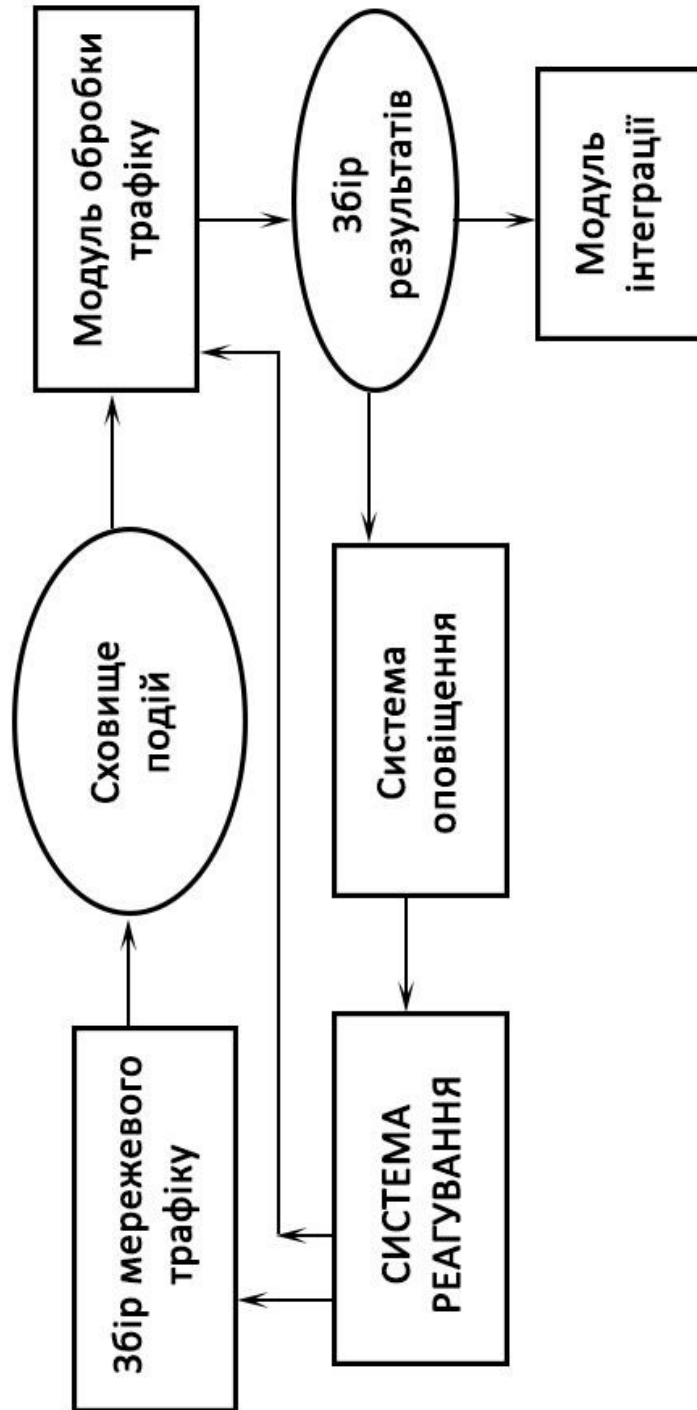 Збір мережевого
трафіку
Сховище
подій
Модуль обробки
трафіку
СИСТЕМА
РЕАГУВАННЯ
Система
оповіщення
Збір
результатів
Модуль
інтеграції